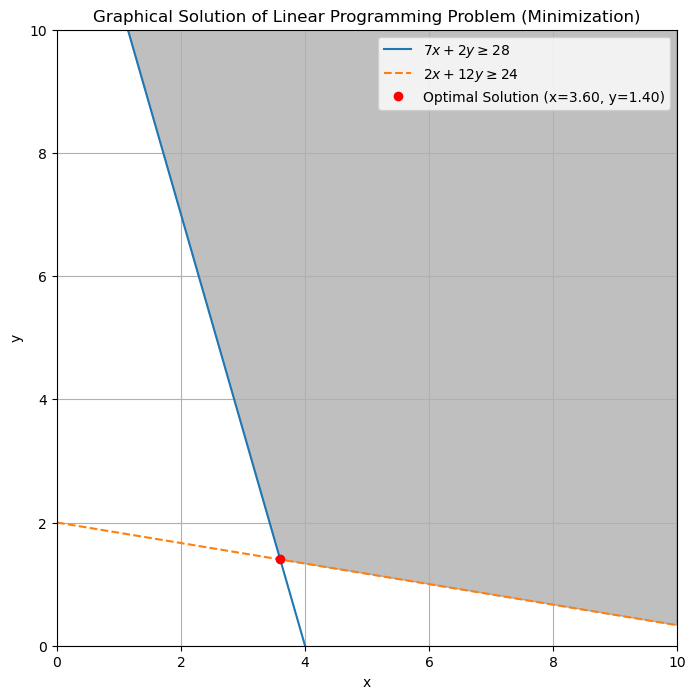 Graphical Solution of Linear Programming Problem (Minimization)
7x + 2y ≥ 28
2x + 12y ≥ 24
Optimal Solution (x=3.60, y=1.40)
10
8
6
4
2
0
y
0 2 4 6 8 10
x